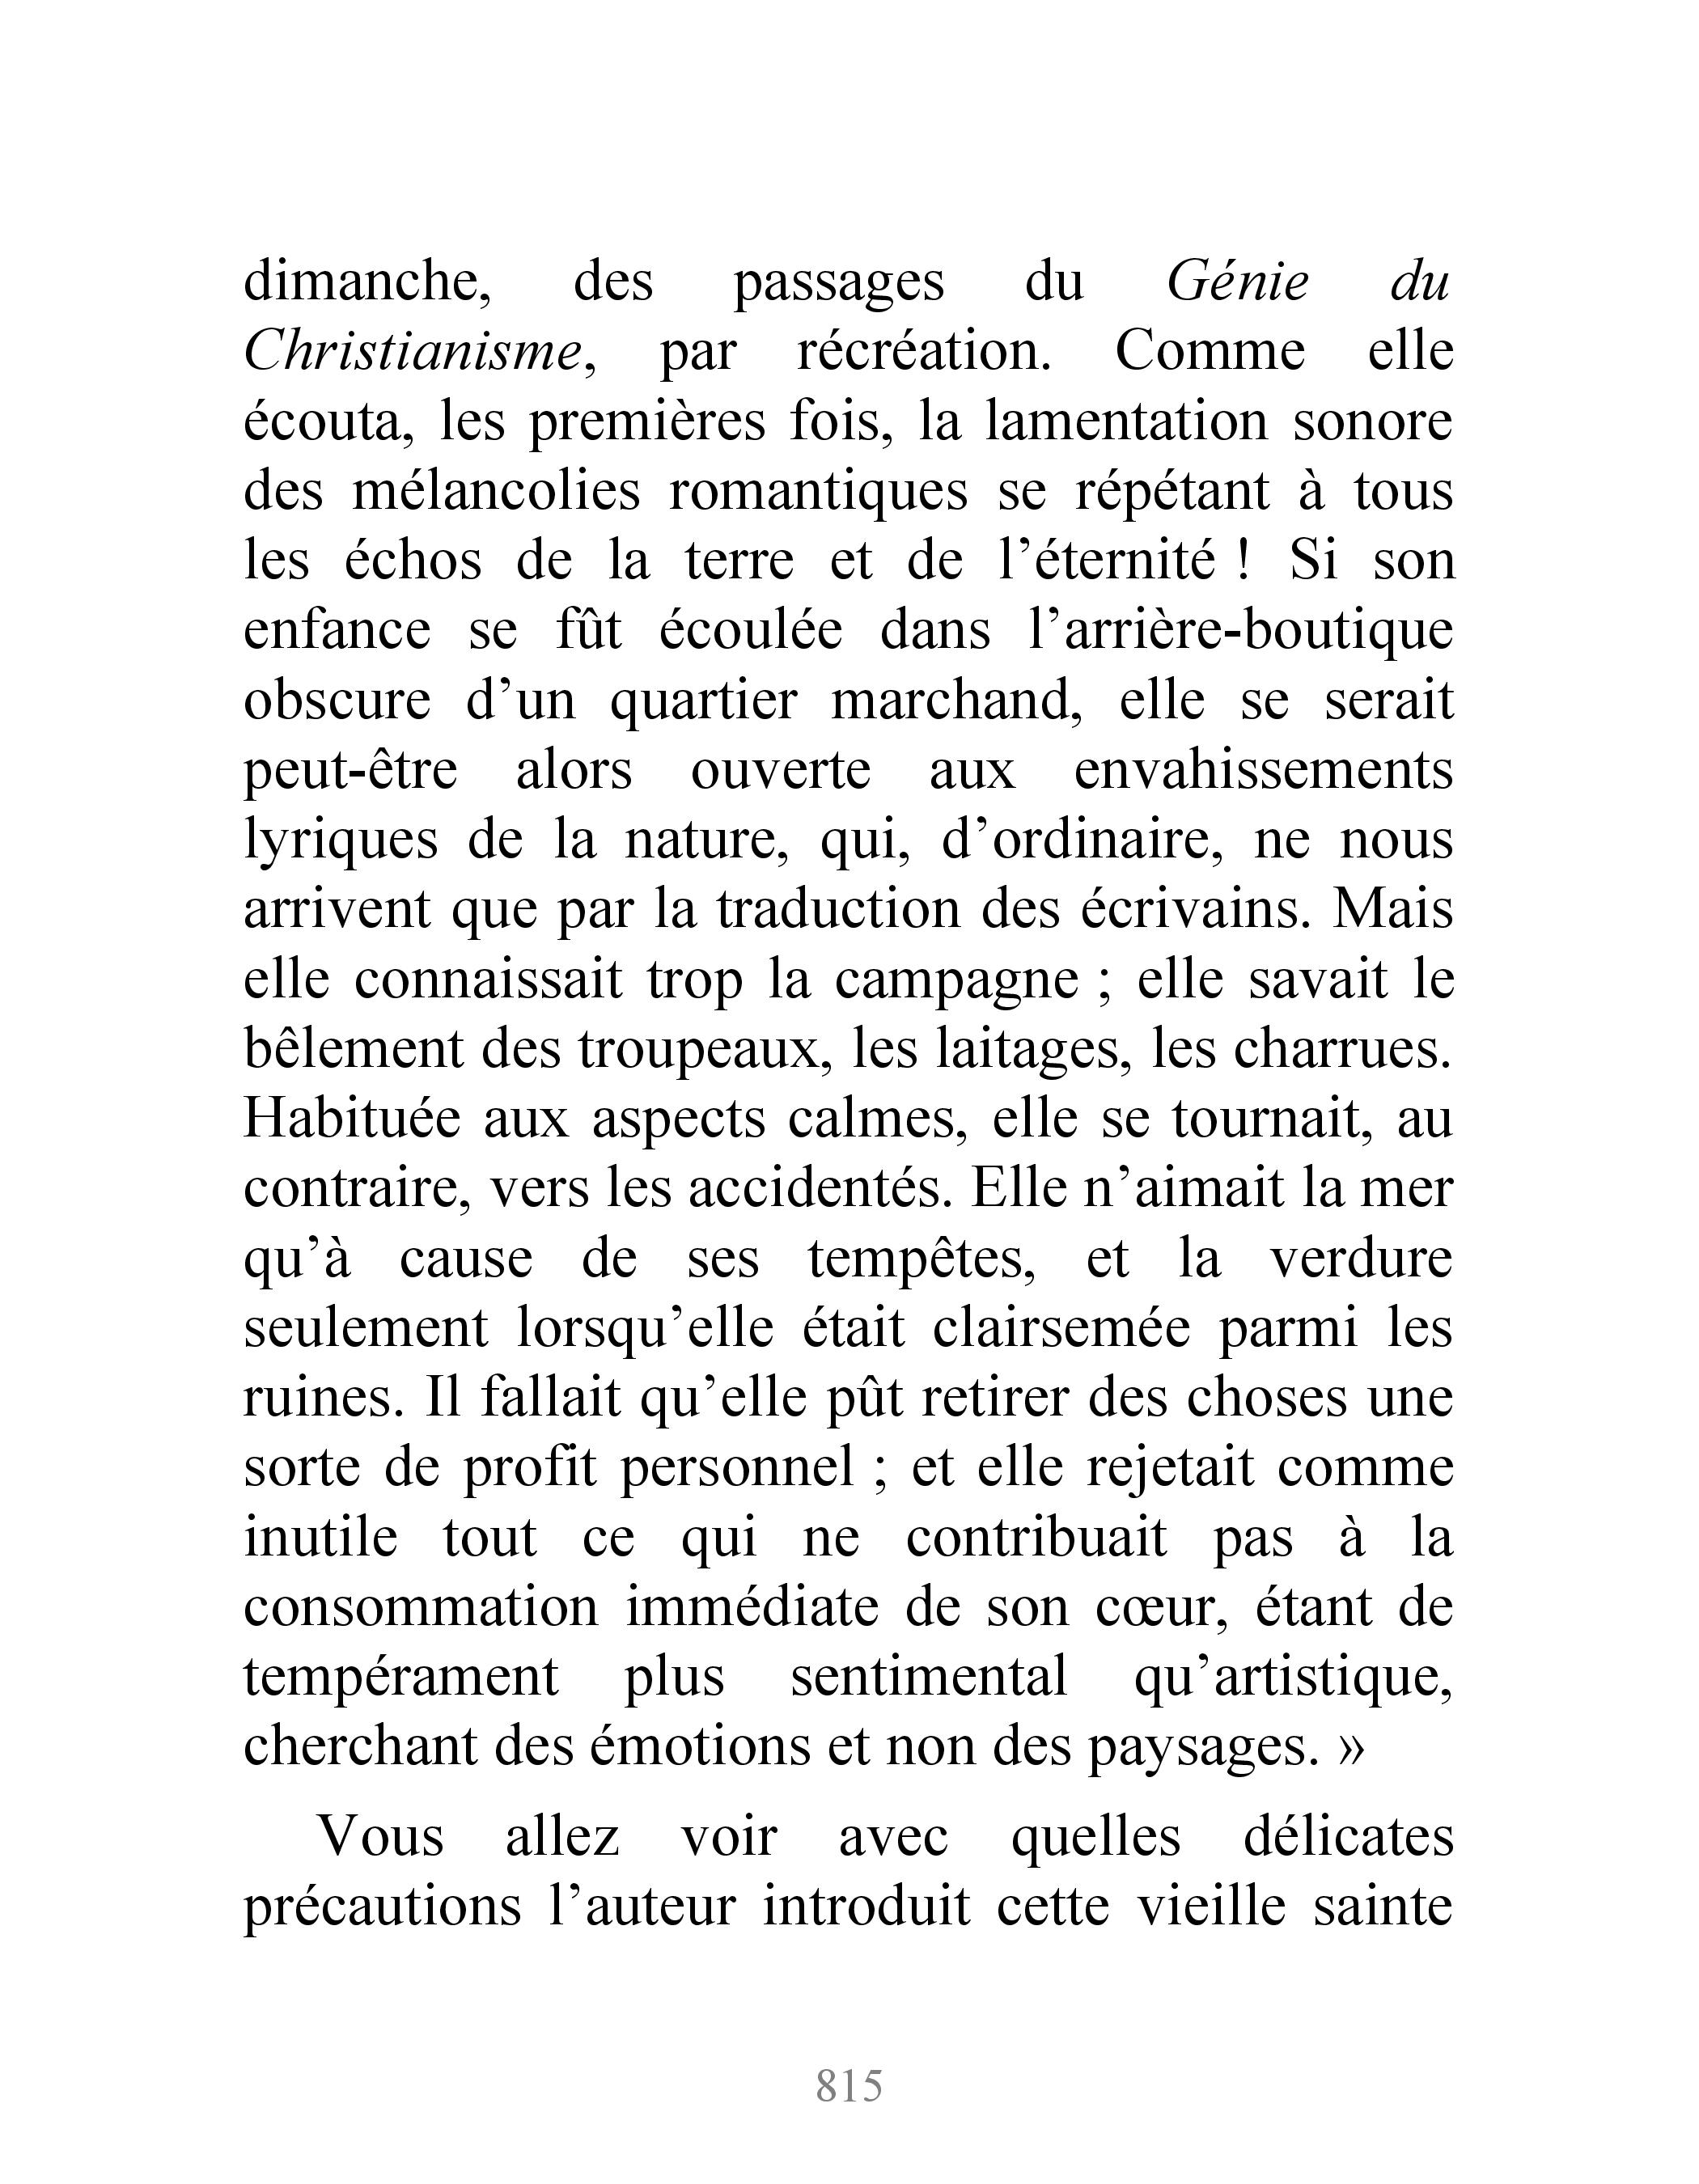 dimanche, des passages du Génie du
Christianisme, par récréation. Comme elle
écouta, les premières fois, la lamentation sonore
des mélancolies romantiques se répétant à tous
les échos de la terre et de l’éternité ! Si son
enfance se fût écoulée dans l’arrière-boutique
obscure d’un quartier marchand, elle se serait
peut-être alors ouverte aux envahissements
lyriques de la nature, qui, d’ordinaire, ne nous
arrivent que par la traduction des écrivains. Mais
elle connaissait trop la campagne ; elle savait le
bêlement des troupeaux, les laitages, les charrues.
Habituée aux aspects calmes, elle se tournait, au
contraire, vers les accidentés. Elle n’aimait la mer
qu’à cause de ses tempêtes, et la verdure
seulement lorsqu’elle était clairsemée parmi les
ruines. Il fallait qu’elle pût retirer des choses une
sorte de profit personnel ; et elle rejetait comme
inutile tout ce qui ne contribuait pas à la
consommation immédiate de son cœur, étant de
tempérament plus sentimental qu’artistique,
cherchant des émotions et non des paysages. »
Vous allez voir avec quelles délicates
précautions l’auteur introduit cette vieille sainte
815